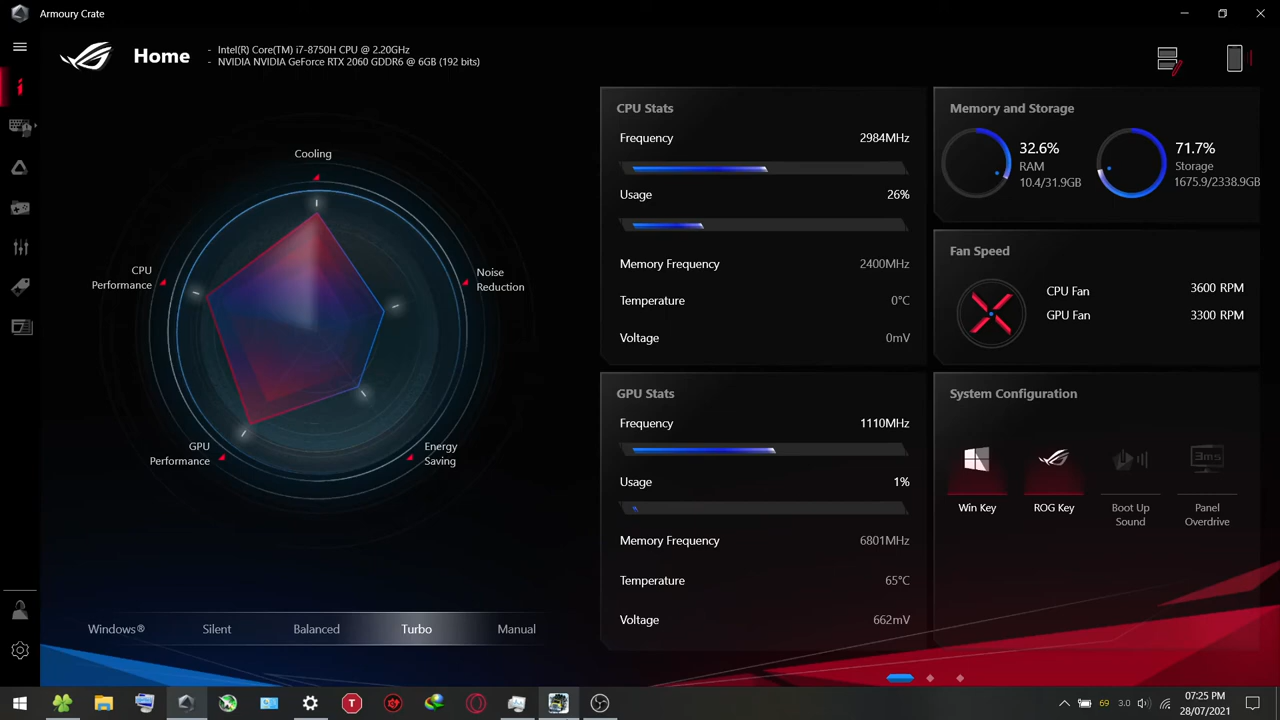 Armoury Crate
Home
- Intel(R) Core(TM) i7-8750H CPU @ 2.20GHz
- NVIDIA NVIDIA GeForce RTX 2060 GDDR6 @ 6GB (192 bits)
Cooling
CPU
Performance
Noise
Reduction
GPU
Performance
Energy
Saving
Windows®
Silent
Balanced
Turbo
Manual
CPU Stats
Frequency 2984MHz
Usage 26%
Memory Frequency 2400MHz
Temperature 0°C
Voltage 0mV
GPU Stats
Frequency 1110MHz
Usage 1%
Memory Frequency 6801MHz
Temperature 65°C
Voltage 662mV
Memory and Storage
32.6%
RAM
10.4/31.9GB
71.7%
Storage
1675.9/2338.9GB
Fan Speed
CPU Fan 3600 RPM
GPU Fan 3300 RPM
System Configuration
3ms
Win Key
ROG Key
Boot Up
Sound
Panel
Overdrive
T
69
3.0
07:25 PM
28/07/2021